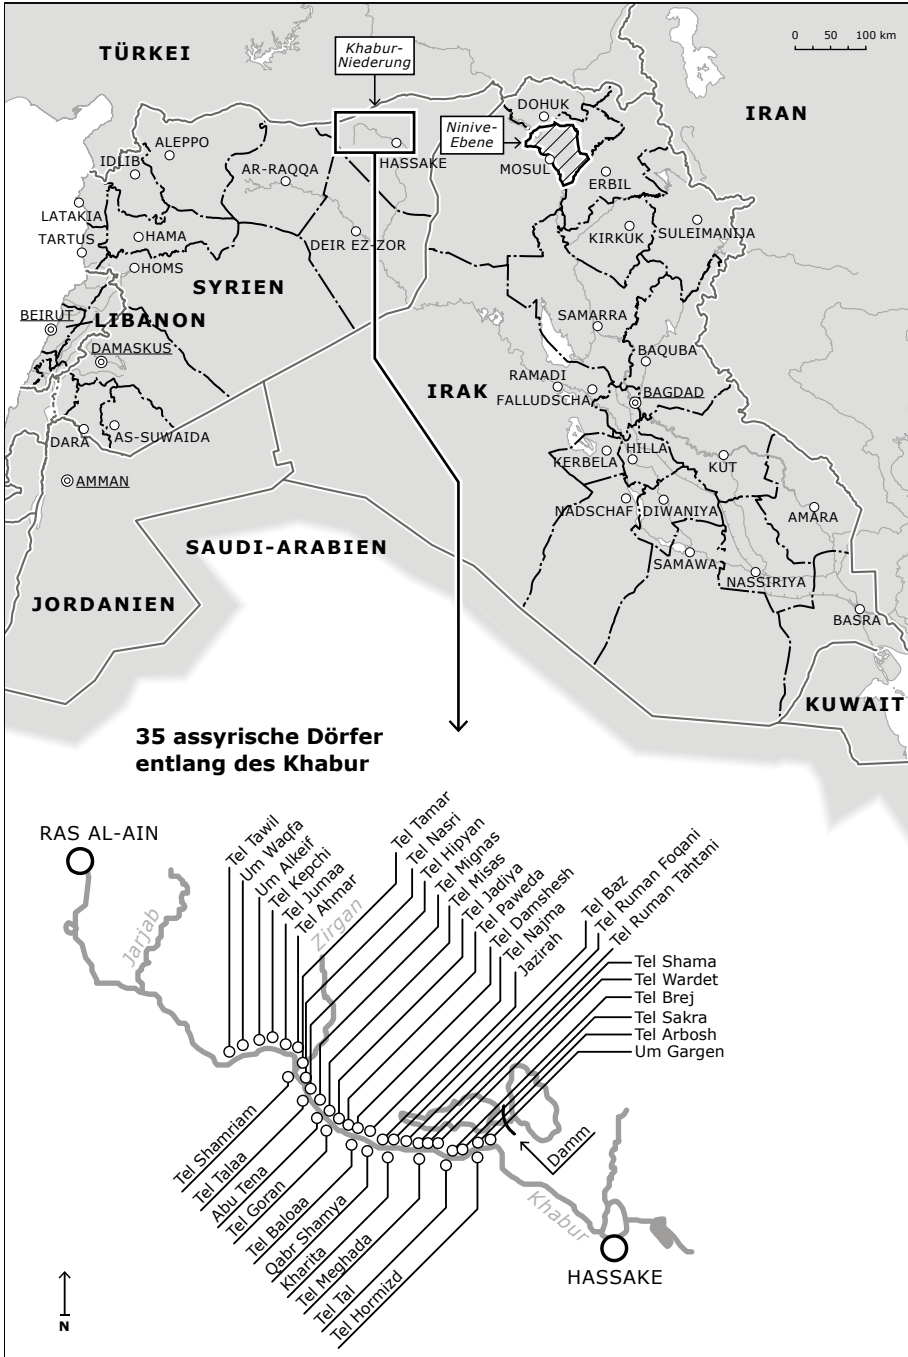 TÜRKEI
Khabur-
Niederung
0 50 100 km
IRAN
DOHUK
Ninive-
Ebene
ALEPPO
IDLIB
AR-RAQQA
HASSAKE
MOSUL
ERBIL
LATAKIA
TARTUS
HAMA
DEIR EZ-ZOR
KIRKUK
SULEIMANIJA
HOMS
SYRIEN
BEIRUT
LIBANON
SAMARRA
DAMASKUS
BAQUBA
RAMADI
IRAK
FALLUDSCHA
BAGDAD
DARA
AS-SUWAIDA
HILLA
KERBELA
KUT
AMMAN
NADSCHAF
DIWANIYA
AMARA
SAUDI-ARABIEN
SAMAWA
NASSIRIYA
JORDANIEN
BASRA
KUWAIT
35 assyrische Dörfer
entlang des Khabur
RAS AL-AIN
Jarjab
Zirgan
Tel Tawil
Um Waqfa
Um Alkeif
Tel Kepchi
Tel Jumaa
Tel Ahmar
Tel Tamar
Tel Nasri
Tel Hipyan
Tel Mignas
Tel Misas
Tel Jadiya
Tel Paweda
Tel Damshesh
Tel Najma
Jazirah
Tel Baz
Tel Ruman Foqani
Tel Ruman Tahtani
Tel Shama
Tel Wardet
Tel Brej
Tel Sakra
Tel Arbosh
Um Gargen
Damm
Tel Shamriam
Tel Talaa
Abu Tena
Tel Goran
Tel Baloaa
Qabr Shamya
Kharita
Tel Meghada
Tel Tal
Tel Hormizd
Khabur
HASSAKE
N